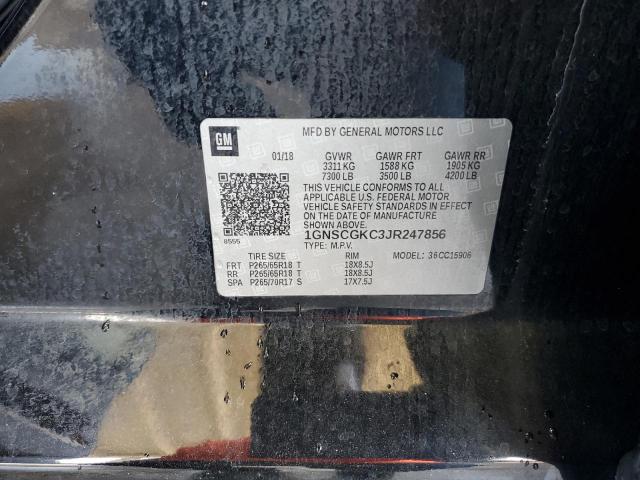 GM
MFD BY GENERAL MOTORS LLC
01/18 GVWR GAWR FRT GAWR RR
3311 KG 1588 KG 1905 KG
7300 LB 3500 LB 4200 LB
THIS VEHICLE CONFORMS TO ALL
APPLICABLE U.S. FEDERAL MOTOR
VEHICLE SAFETY STANDARDS IN EFFECT
ON THE DATE OF MANUFACTURE
SHOWN ABOVE.
8555 1GNSCGKC3JR247856
TYPE: M.P.V.
TIRE SIZE RIM MODEL: 36CC15906
FRT P265/65R18 T 18X8.5J
RR P265/65R18 T 18X8.5J
SPA P265/70R17 S 17X7.5J